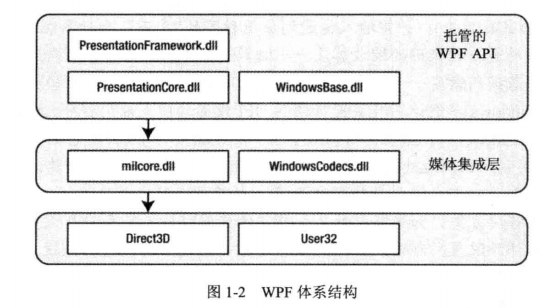 PresentationFramework.dll
托管的
WPF API
PresentationCore.dll
WindowsBase.dll
milcore.dll
WindowsCodecs.dll
媒体集成层
Direct3D
User32
图 1-2 WPF 体系结构